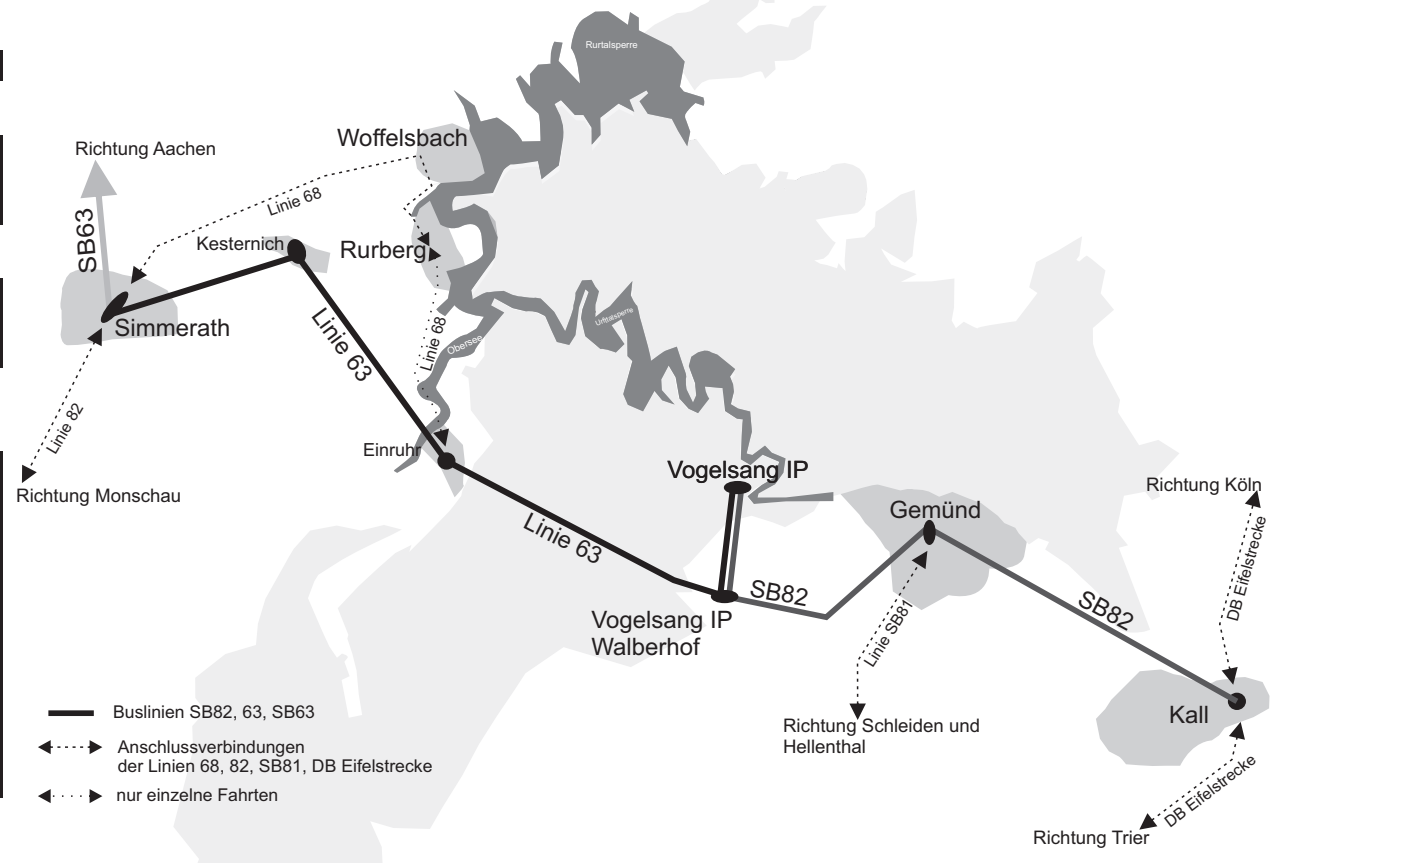 Rurtalsperre
Woffelsbach
Richtung Aachen
Linie 68
SB63
Kesternich
Rurberg
Simmerath
Linie 63
Linie 68
Obersee
Urfttalsperre
Linie 82
Einruhr
Richtung Monschau
Vogelsang IP
Richtung Köln
Gemünd
Linie 63
DB Eifelstrecke
SB82
SB82
Vogelsang IP
Walberhof
Linie SB81
Kall
Richtung Schleiden und
Hellenthal
DB Eifelstrecke
Richtung Trier
Buslinien SB82, 63, SB63
Anschlussverbindungen
der Linien 68, 82, SB81, DB Eifelstrecke
nur einzelne Fahrten